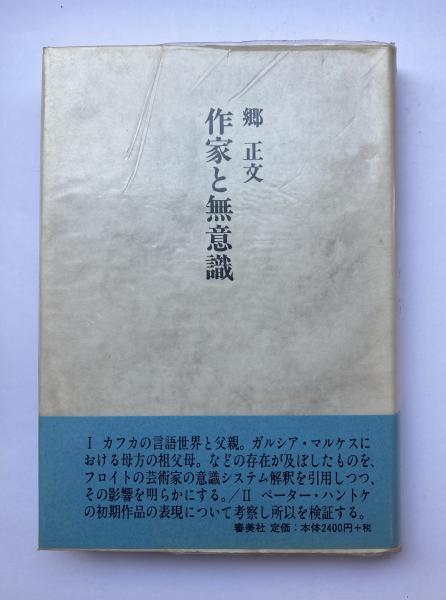 郷 正文
作家と無意識
I カフカの言語世界と父親。ガルシア・マルケスに
おける母方の祖父母。などの存在が及ぼしたものを、
フロイトの芸術家の意識システム解釈を引用しつつ、
その影響を明らかにする。/II ペーター・ハントケ
の初期作品の表現について考察し所以を検証する。
審美社 定価:本体2400円+税